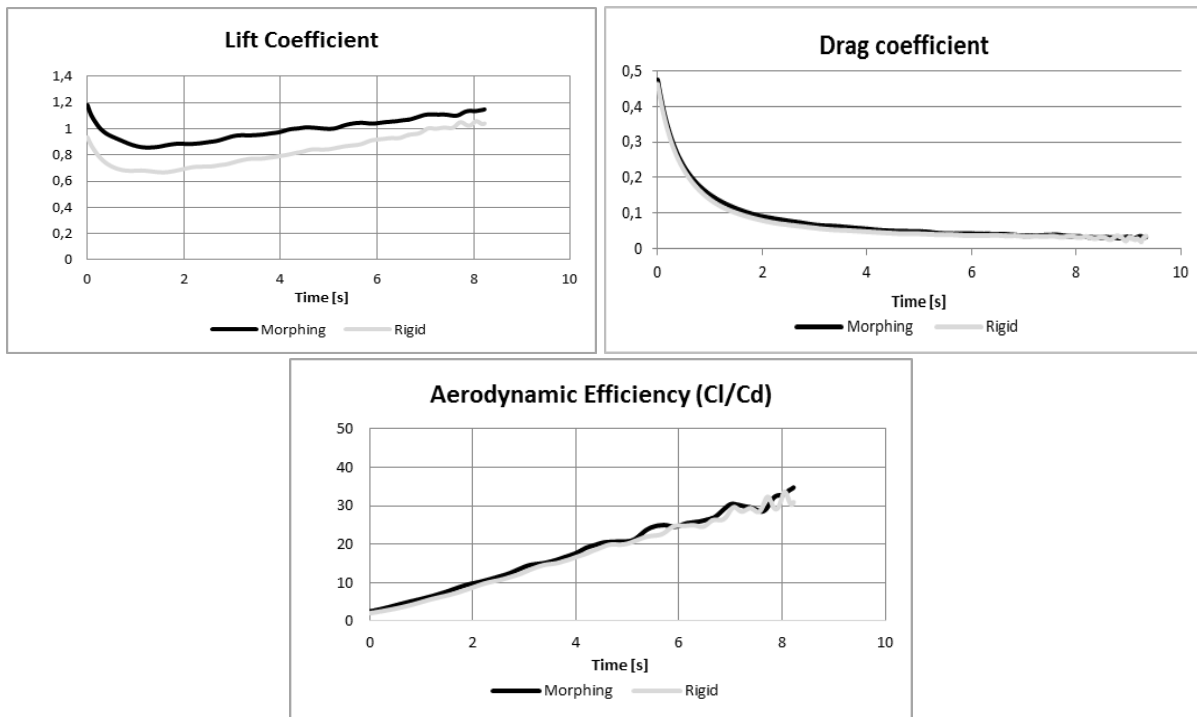 Lift Coefficient
1,4
1,2
1
0,8
0,6
0,4
0,2
0
0 2 4 6 8 10
Time [s]
Morphing Rigid
Drag coefficient
0,5
0,4
0,3
0,2
0,1
0
0 2 4 6 8 10
Time [s]
Morphing Rigid
Aerodynamic Efficiency (Cl/Cd)
50
40
30
20
10
0
0 2 4 6 8 10
Time [s]
Morphing Rigid